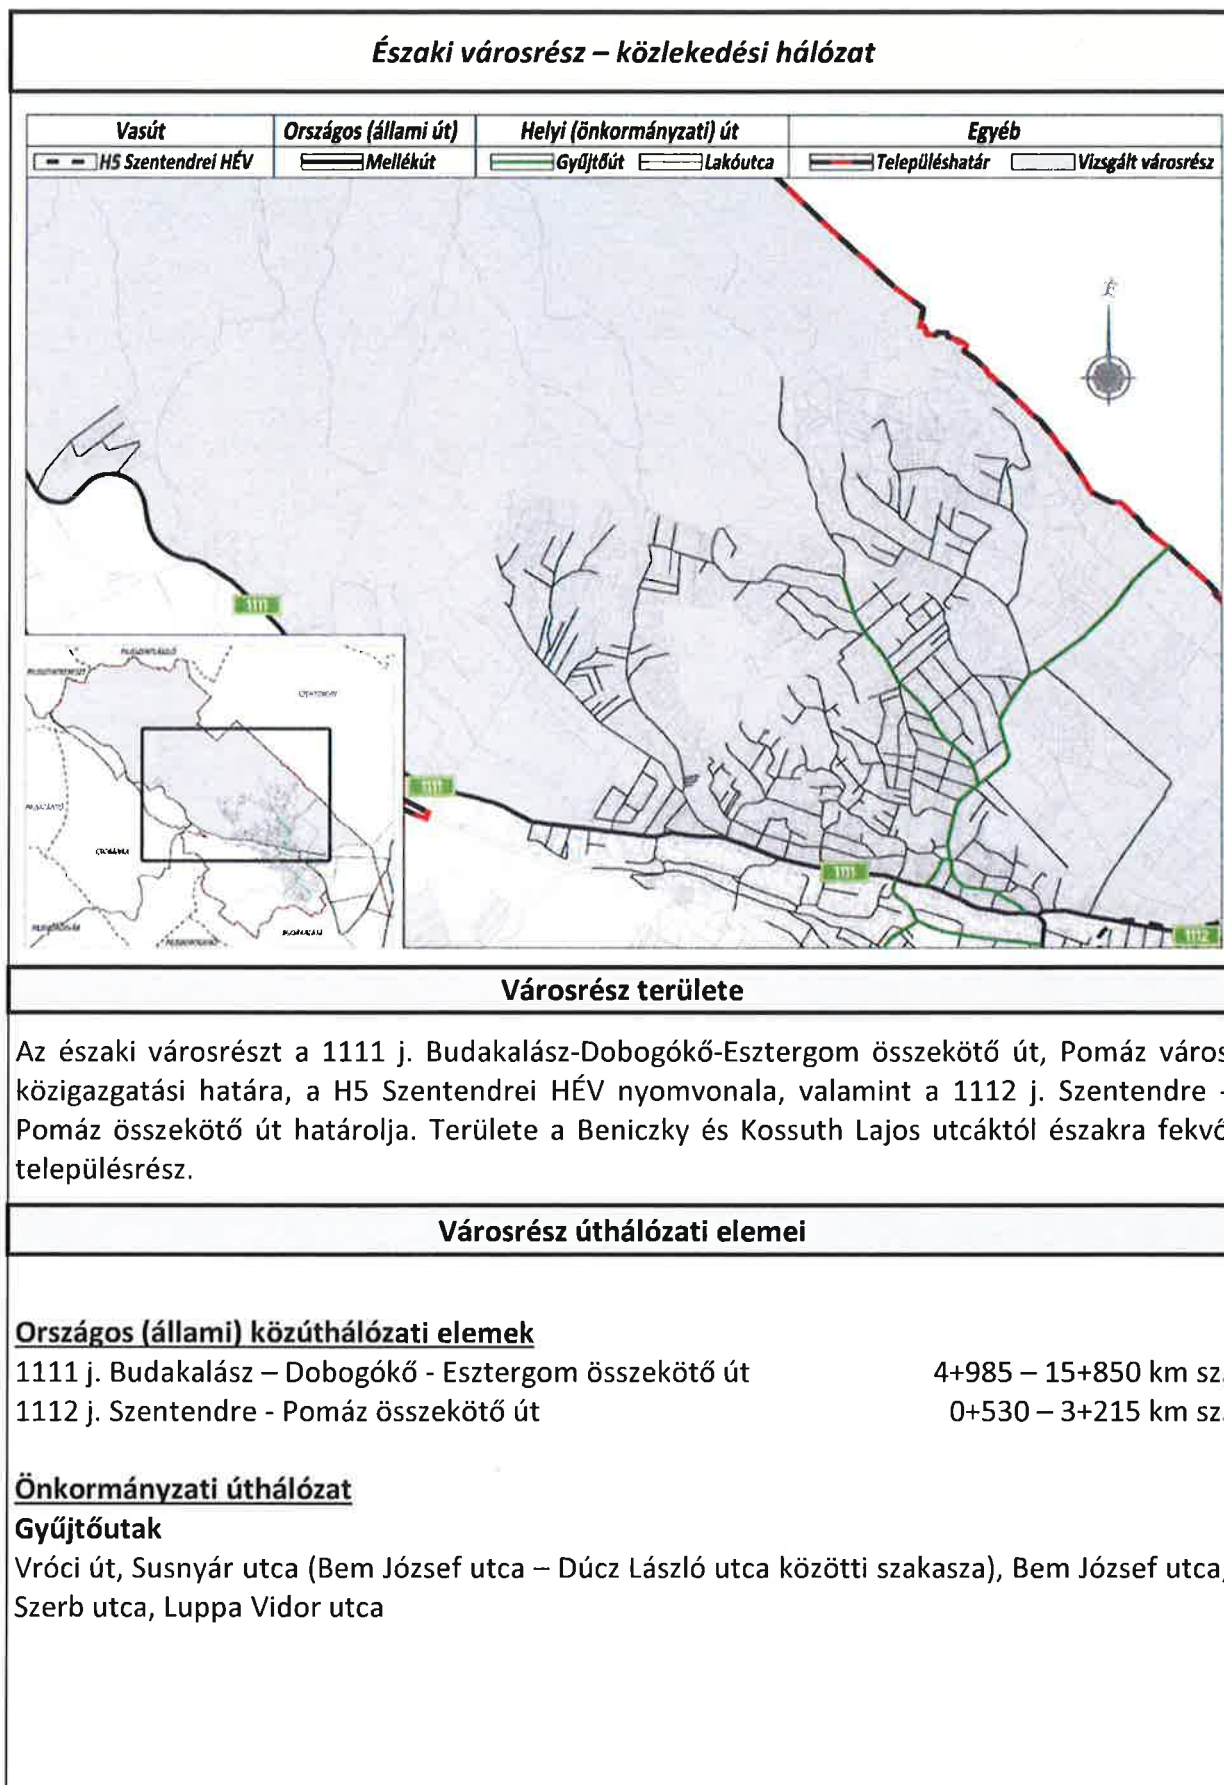 Északi városrész – közlekedési hálózat
Vasút
Országos (állami út)
Helyi (önkormányzati) út
Egyéb
H5 Szentendrei HÉV
Mellékút
Gyűjtőút
Lakóutca
Településhatár
Vizsgált városrész
É
1111
1111
1111
1112
Városrész területe
Az északi városrészt a 1111 j. Budakalász-Dobogókő-Esztergom összekötő út, Pomáz város
közigazgatási határa, a H5 Szentendrei HÉV nyomvonala, valamint a 1112 j. Szentendre -
Pomáz összekötő út határolja. Területe a Beniczky és Kossuth Lajos utcáktól északra fekvő
településrész.
Városrész úthálózati elemei
Országos (állami) közúthálózati elemek
1111 j. Budakalász – Dobogókő - Esztergom összekötő út 4+985 – 15+850 km sz.
1112 j. Szentendre - Pomáz összekötő út 0+530 – 3+215 km sz.
Önkormányzati úthálózat
Gyűjtőutak
Vróci út, Susnyár utca (Bem József utca – Dúcz László utca közötti szakasza), Bem József utca,
Szerb utca, Luppa Vidor utca